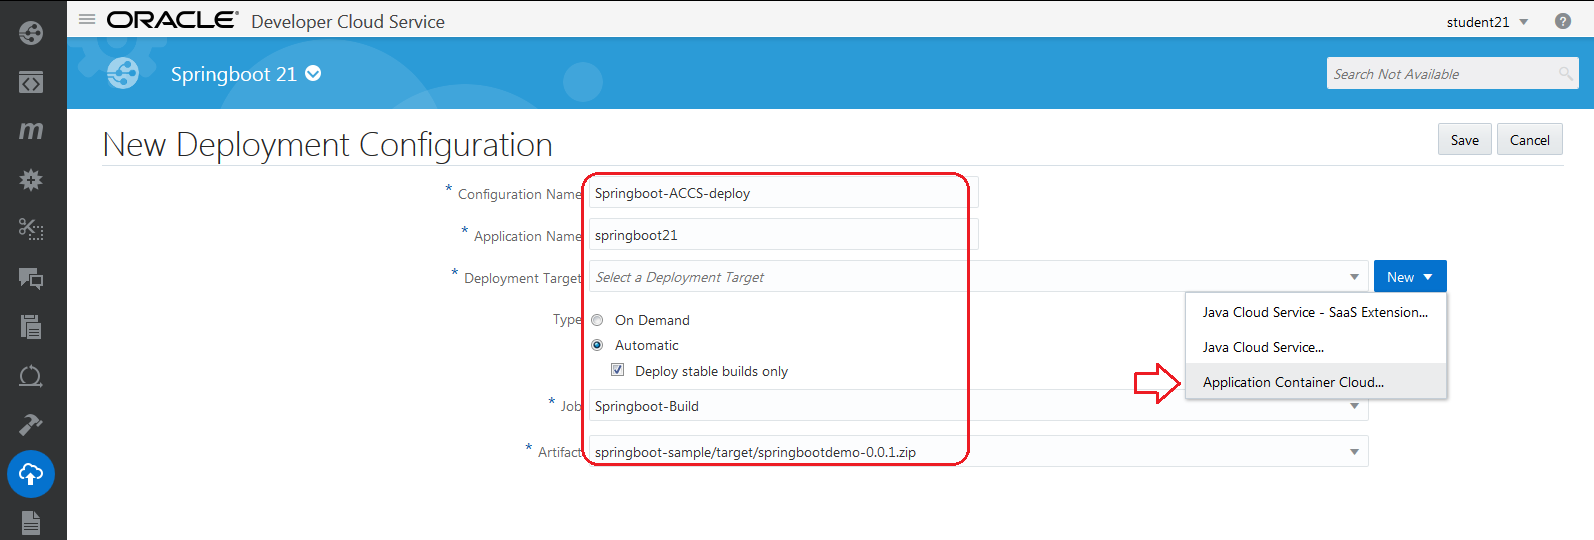 ORACLE® Developer Cloud Service
student21
?
m
Springboot 21
Search Not Available
New Deployment Configuration
Save
Cancel
* Configuration Name
Springboot-ACCS-deploy
* Application Name
springboot21
* Deployment Target
Select a Deployment Target
New
Java Cloud Service - SaaS Extension...
Java Cloud Service...
Application Container Cloud...
Type
On Demand
Automatic
Deploy stable builds only
* Job
Springboot-Build
* Artifact
springboot-sample/target/springbootdemo-0.0.1.zip